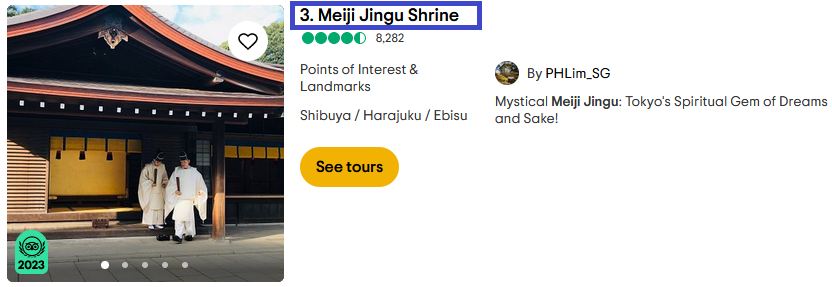 3. Meiji Jingu Shrine
8,282
Points of Interest &
Landmarks
Shibuya / Harajuku / Ebisu
See tours
By PHLim_SG
Mystical Meiji Jingu: Tokyo's Spiritual Gem of Dreams
and Sake!
2023